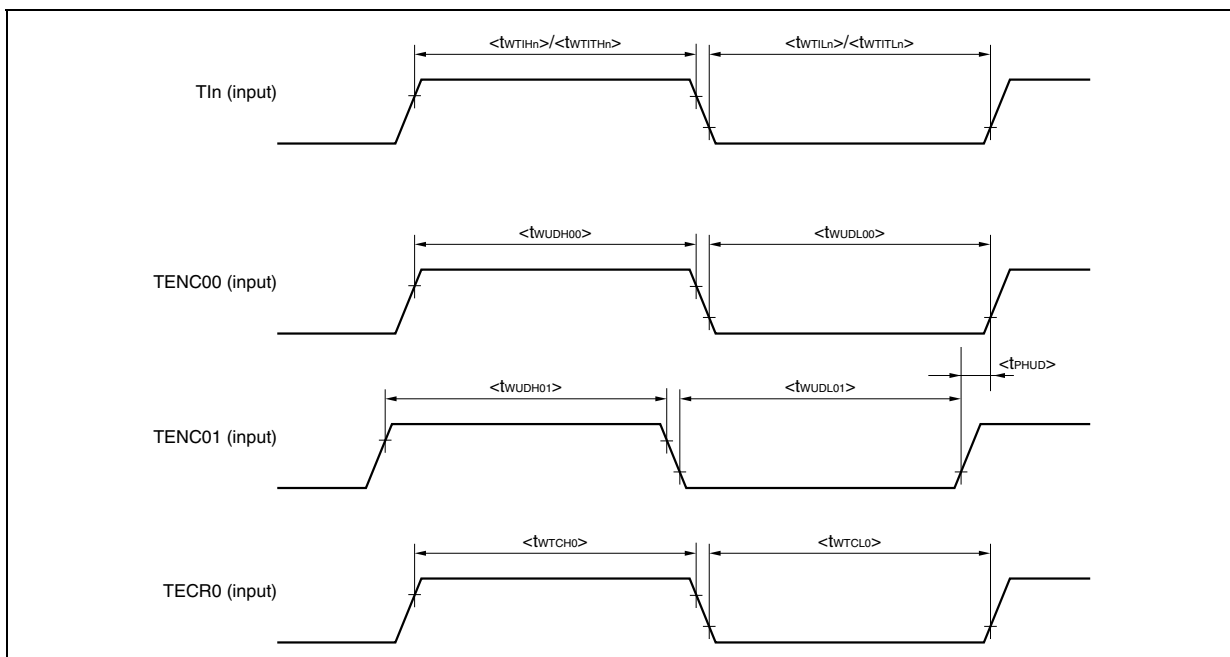 <tWTIHn>/<tWTITHn> <tWTILn>/<tWTITLn>
TIn (input)
<tWUDH00> <tWUDL00>
TENC00 (input)
<tPHUD>
<tWUDH01> <tWUDL01>
TENC01 (input)
<tWTCH0> <tWTCL0>
TECR0 (input)